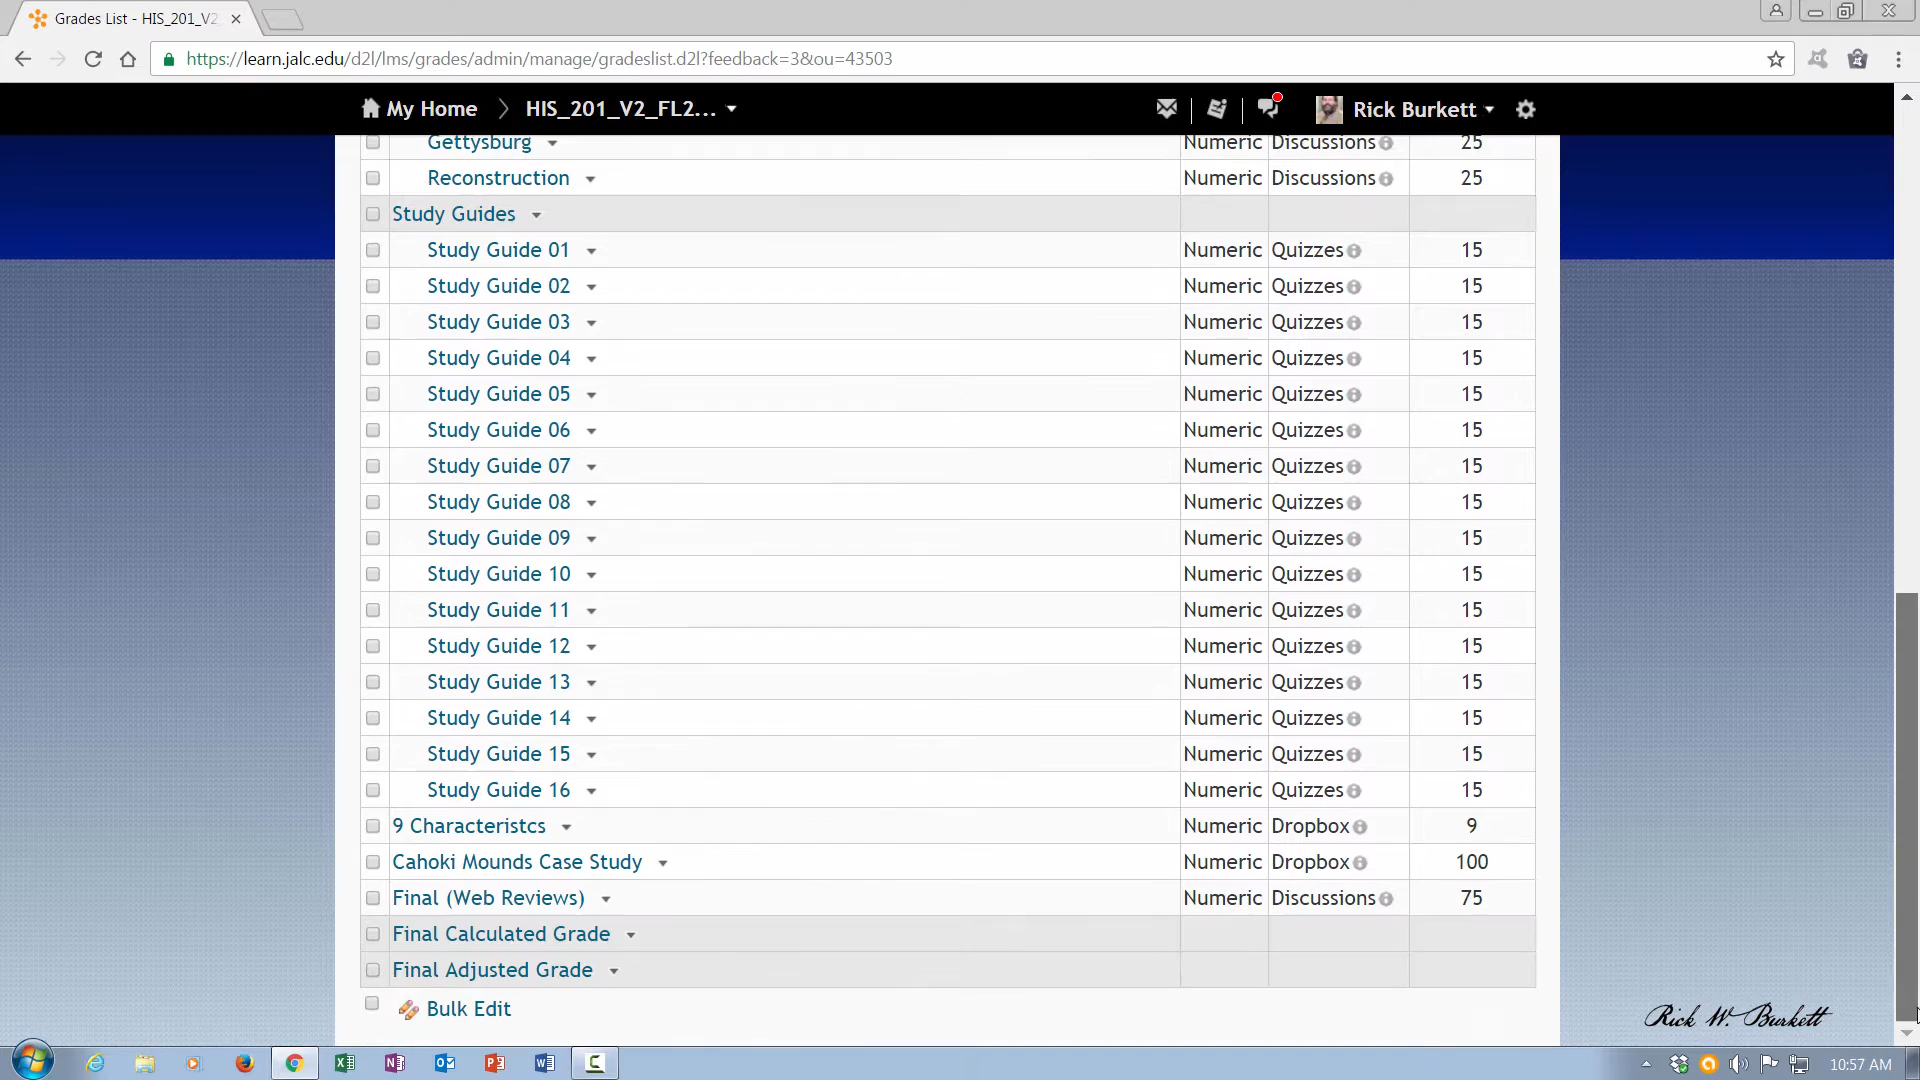 Grades List - HIS_201_V2
https://learn.jalc.edu/d2l/lms/grades/admin/manage/gradeslist.d2l?feedback=3&ou=43503
My Home HIS_201_V2_FL2... Rick Burkett
Gettysburg Numeric Discussions 25
Reconstruction Numeric Discussions 25
Study Guides
Study Guide 01 Numeric Quizzes 15
Study Guide 02 Numeric Quizzes 15
Study Guide 03 Numeric Quizzes 15
Study Guide 04 Numeric Quizzes 15
Study Guide 05 Numeric Quizzes 15
Study Guide 06 Numeric Quizzes 15
Study Guide 07 Numeric Quizzes 15
Study Guide 08 Numeric Quizzes 15
Study Guide 09 Numeric Quizzes 15
Study Guide 10 Numeric Quizzes 15
Study Guide 11 Numeric Quizzes 15
Study Guide 12 Numeric Quizzes 15
Study Guide 13 Numeric Quizzes 15
Study Guide 14 Numeric Quizzes 15
Study Guide 15 Numeric Quizzes 15
Study Guide 16 Numeric Quizzes 15
9 Characteristcs Numeric Dropbox 9
Cahoki Mounds Case Study Numeric Dropbox 100
Final (Web Reviews) Numeric Discussions 75
Final Calculated Grade
Final Adjusted Grade
Bulk Edit
Rick W. Burkett
10:57 AM